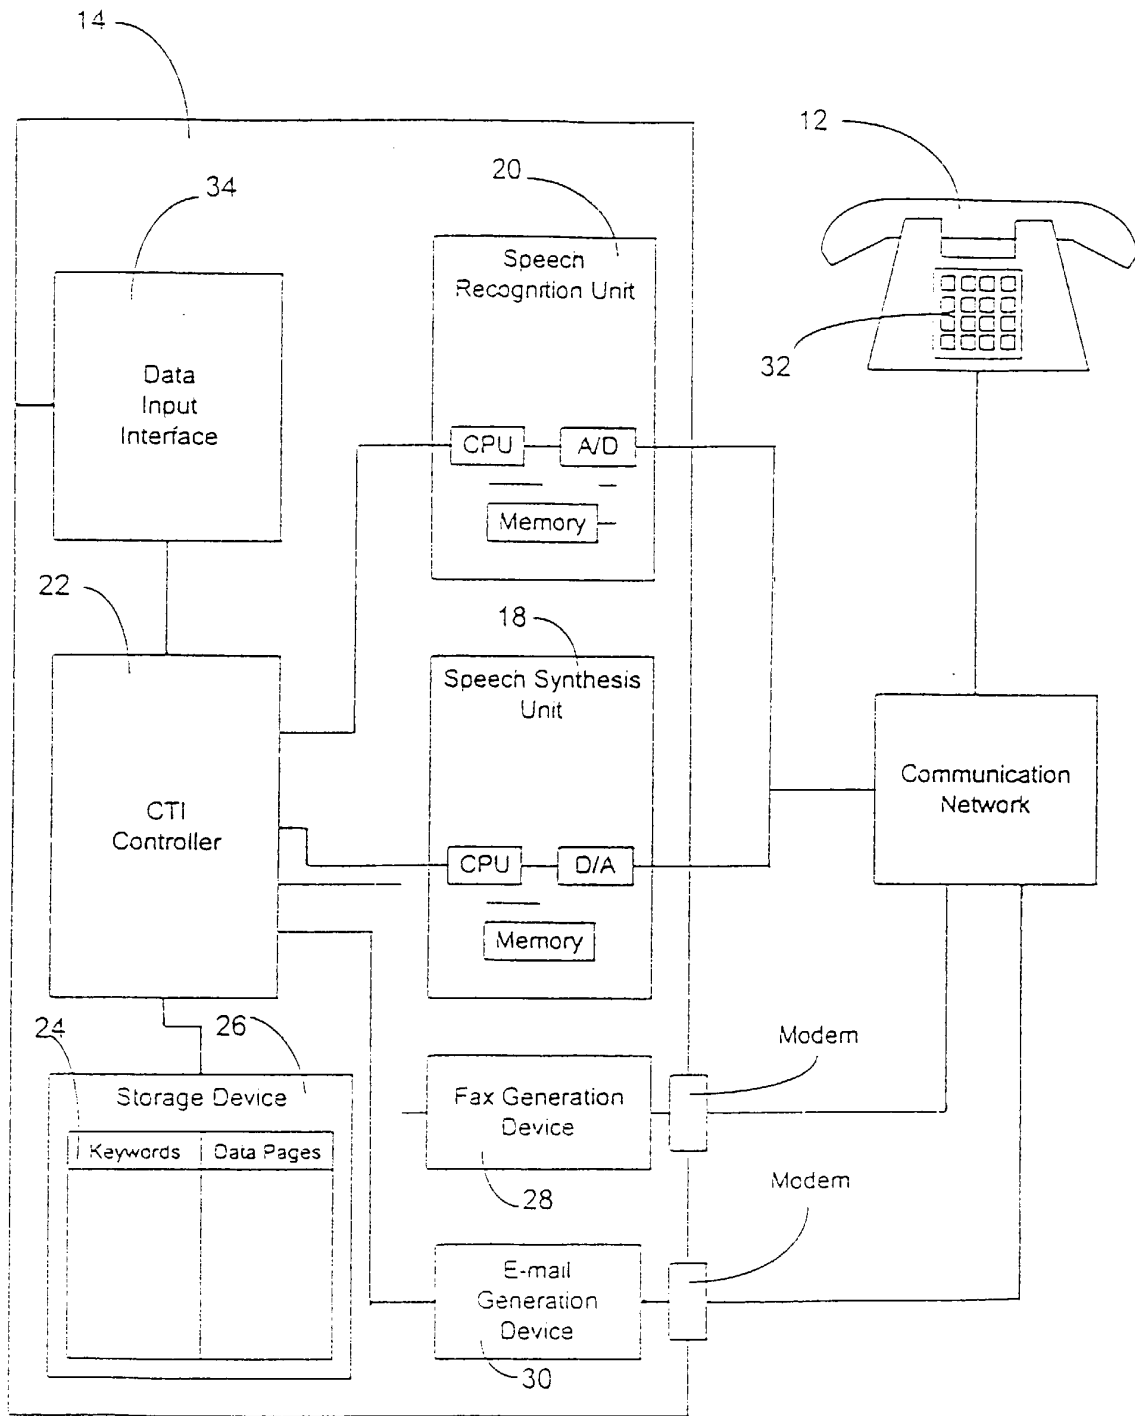 14
12
34
20
Speech
Recognition Unit
Data
Input
Interface
32
CPU
A/D
Memory
22
18
Speech Synthesis
Unit
CTI
Controller
Communication
Network
CPU
D/A
Memory
24
26
Modem
Storage Device
Fax Generation
Device
Keywords
Data Pages
28
Modem
E-mail
Generation
Device
30